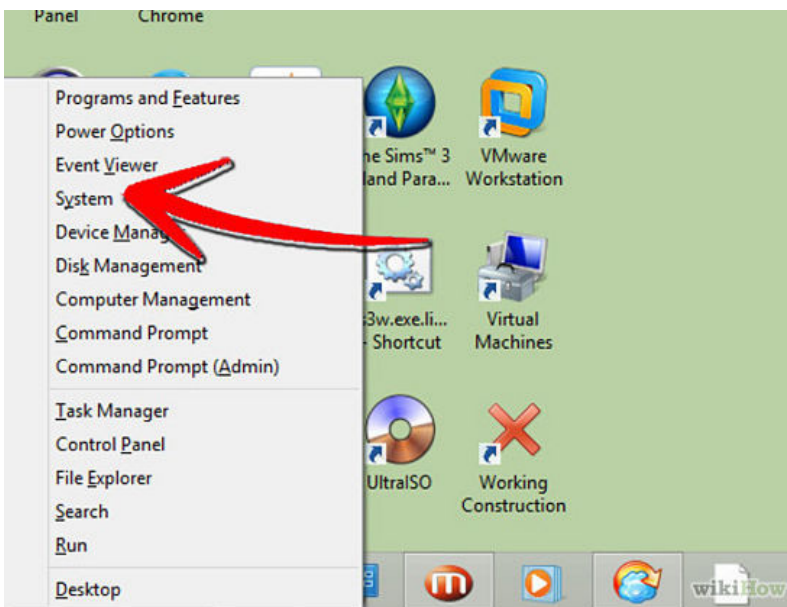 Panel
Chrome
Programs and Features
Power Options
Event Viewer
System
Device Manag
Disk Management
Computer Management
Command Prompt
Command Prompt (Admin)
Task Manager
Control Panel
File Explorer
Search
Run
Desktop
he Sims™ 3
land Para...
VMware
Workstation
s3w.exe.li...
- Shortcut
Virtual
Machines
UltraISO
Working
Construction
wikiHow